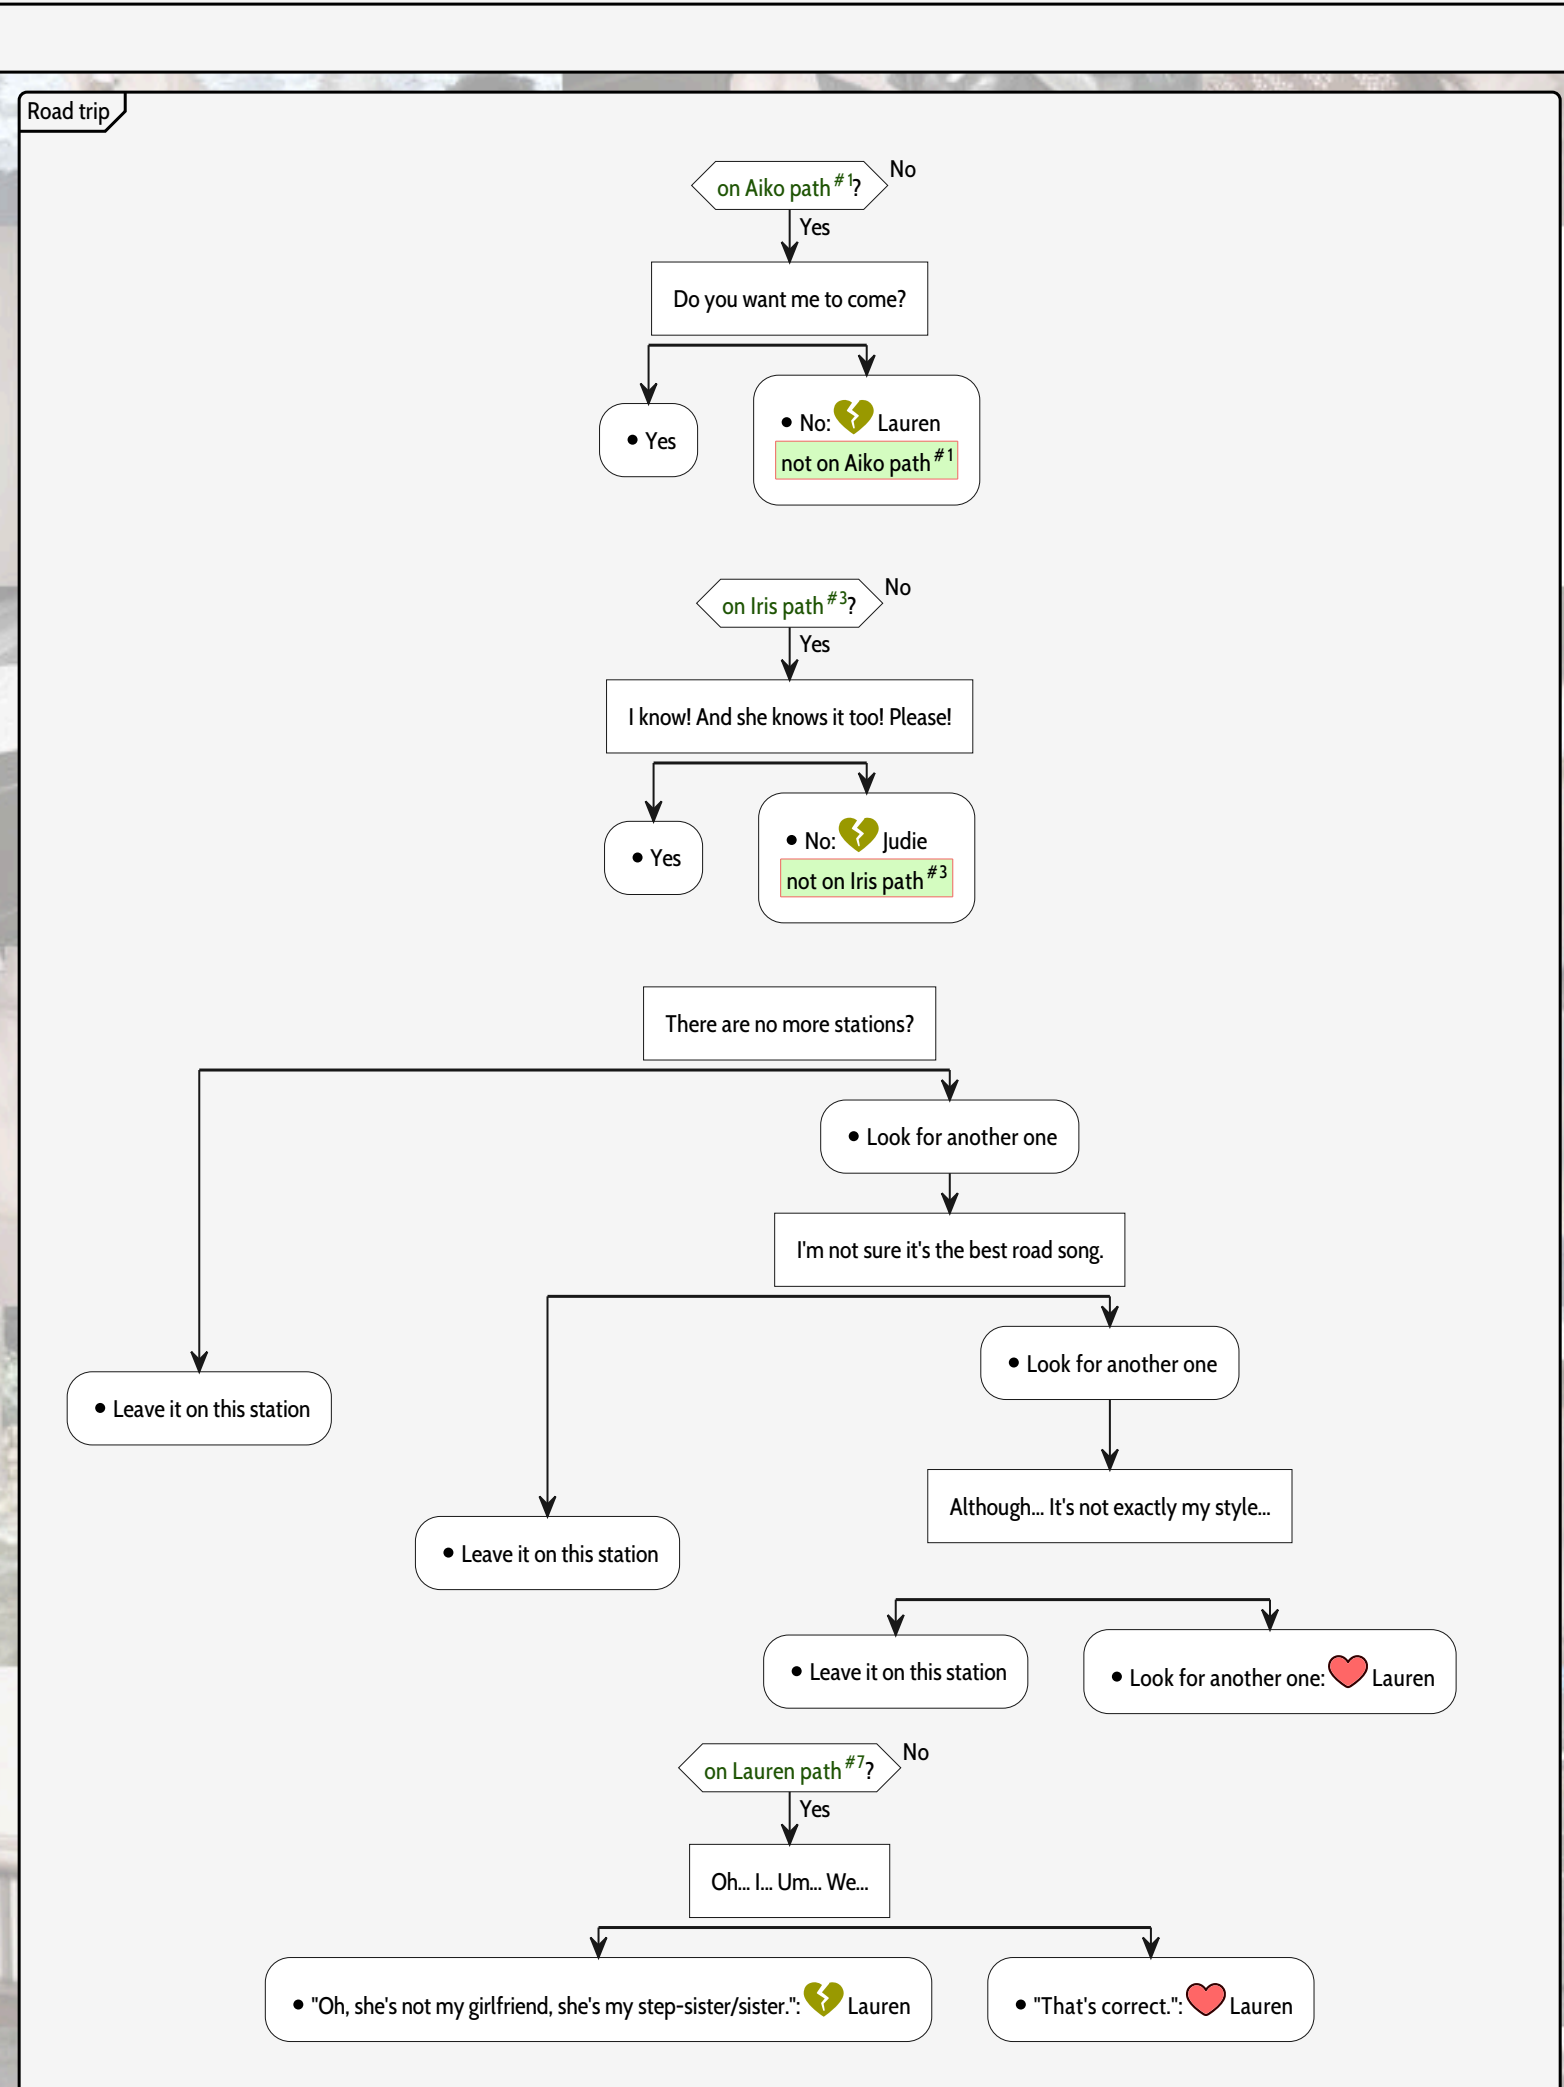 Road trip
on Aiko path #1?
No
Yes
Do you want me to come?
• Yes
• No: Lauren
not on Aiko path #1
on Iris path #3?
No
Yes
I know! And she knows it too! Please!
• Yes
• No: Judie
not on Iris path #3
There are no more stations?
• Look for another one
I'm not sure it's the best road song.
• Look for another one
• Leave it on this station
Although... It's not exactly my style...
• Leave it on this station
• Leave it on this station
• Look for another one: Lauren
on Lauren path #7?
No
Yes
Oh... I... Um... We...
• "Oh, she's not my girlfriend, she's my step-sister/sister.": Lauren
• "That's correct.": Lauren